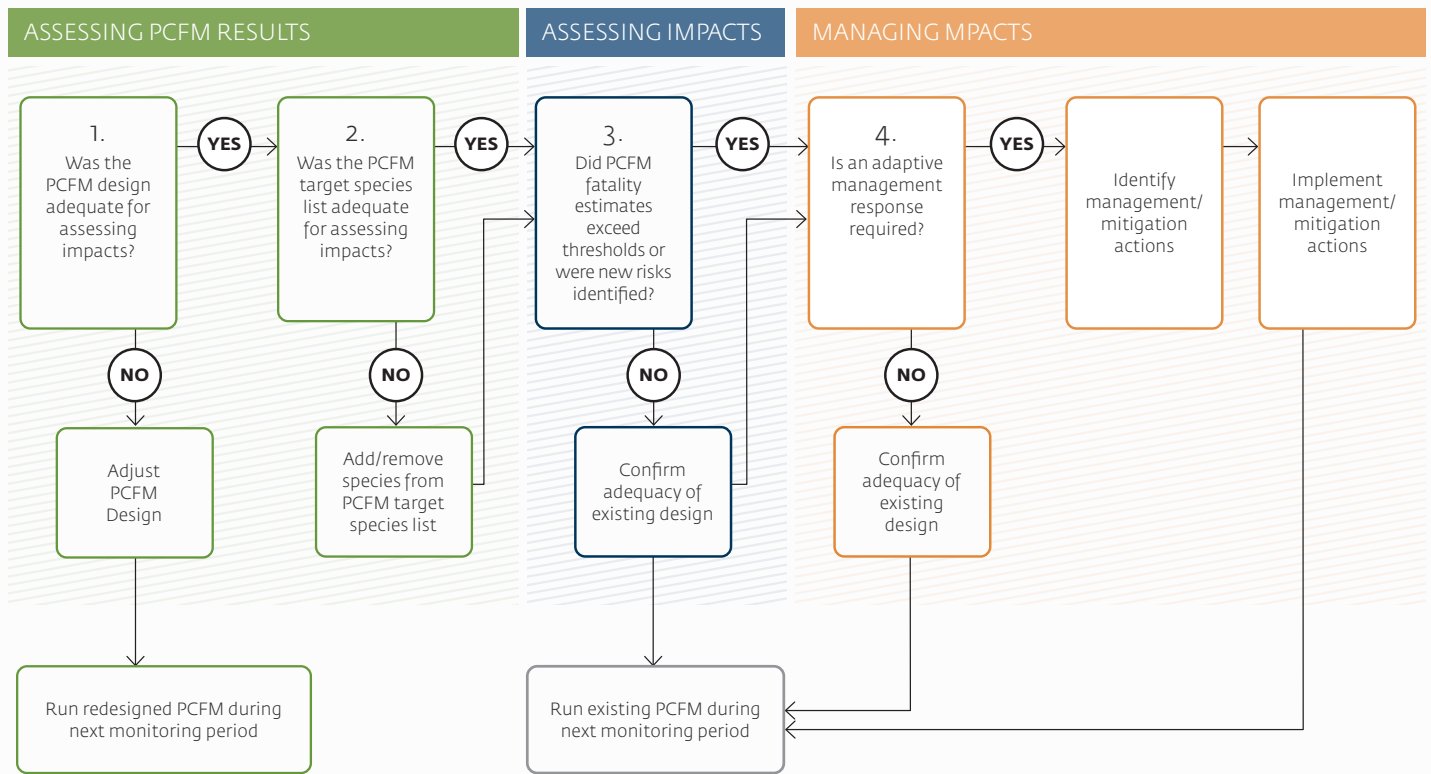 ASSESSING PCFM RESULTS
ASSESSING IMPACTS
MANAGING MPACTS
1.
Was the
PCFM design
adequate for
assessing
impacts?
YES
2.
Was the PCFM
target species
list adequate
for assessing
impacts?
YES
3.
Did PCFM
fatality
estimates
exceed
thresholds or
were new risks
identified?
YES
4.
Is an adaptive
management
response
required?
YES
Identify
management/
mitigation
actions
Implement
management/
mitigation
actions
NO
NO
NO
NO
Adjust
PCFM
Design
Add/remove
species from
PCFM target
species list
Confirm
adequacy of
existing design
Confirm
adequacy of
existing
design
Run redesigned PCFM during
next monitoring period
Run existing PCFM during
next monitoring period